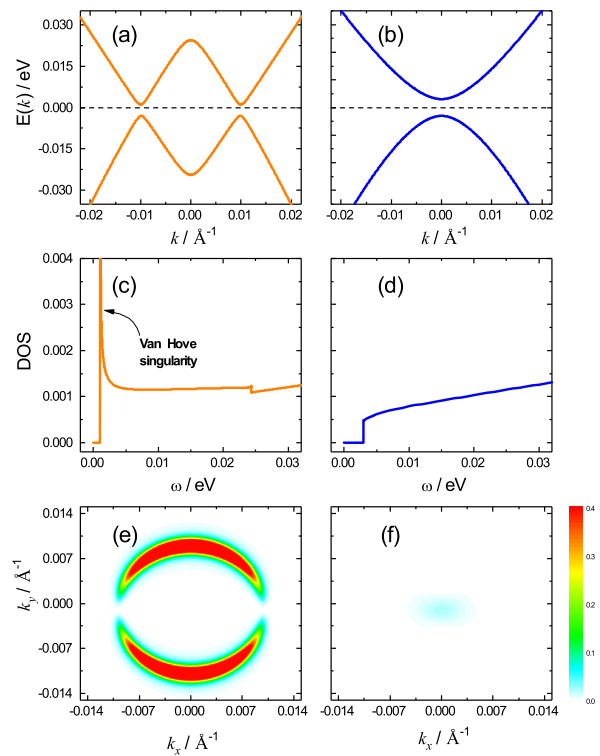 (a)
(b)
E(k) / eV
0.030
0.015
0.000
-0.015
-0.030
-0.02 -0.01 0.00 0.01 0.02
-0.02 -0.01 0.00 0.01 0.02
k / Å⁻¹
k / Å⁻¹
(c)
(d)
DOS
0.004
0.003
0.002
0.001
0.000
Van Hove
singularity
0.00 0.01 0.02 0.03
0.00 0.01 0.02 0.03
ω / eV
ω / eV
(e)
(f)
k_y / Å⁻¹
0.014
0.007
0.000
-0.007
-0.014
-0.014 -0.007 0.000 0.007 0.014
-0.014 -0.007 0.000 0.007 0.014
k_x / Å⁻¹
k_x / Å⁻¹
0.4
0.3
0.2
0.1
0.0